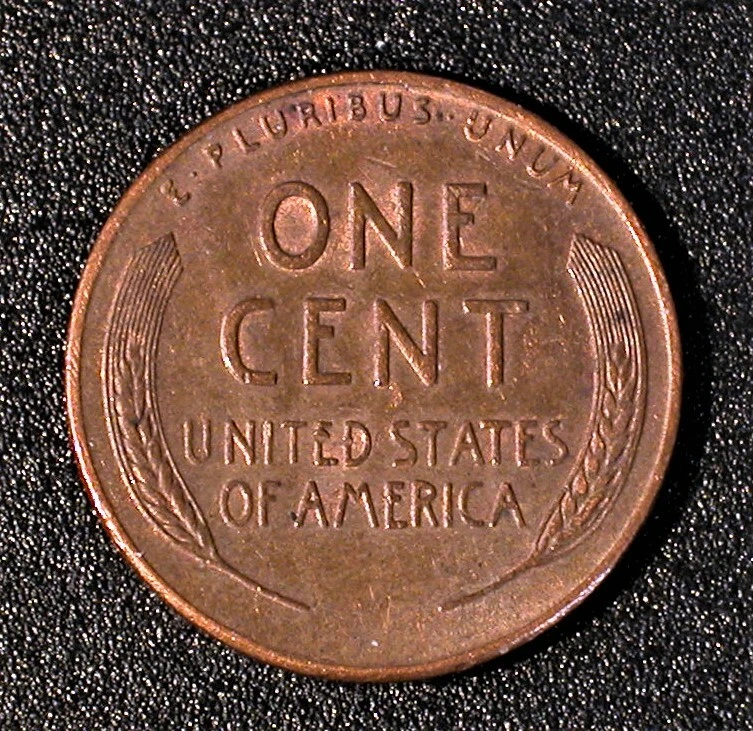 E·PLURIBUS·UNUM
ONE
CENT
UNITED STATES
OF AMERICA